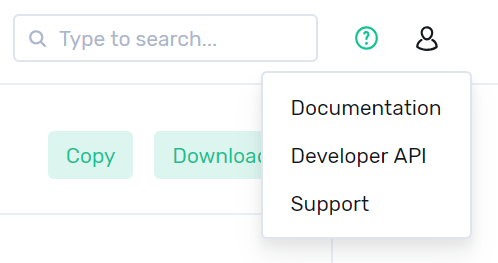 Type to search...
Documentation
Copy
Developer API
Support